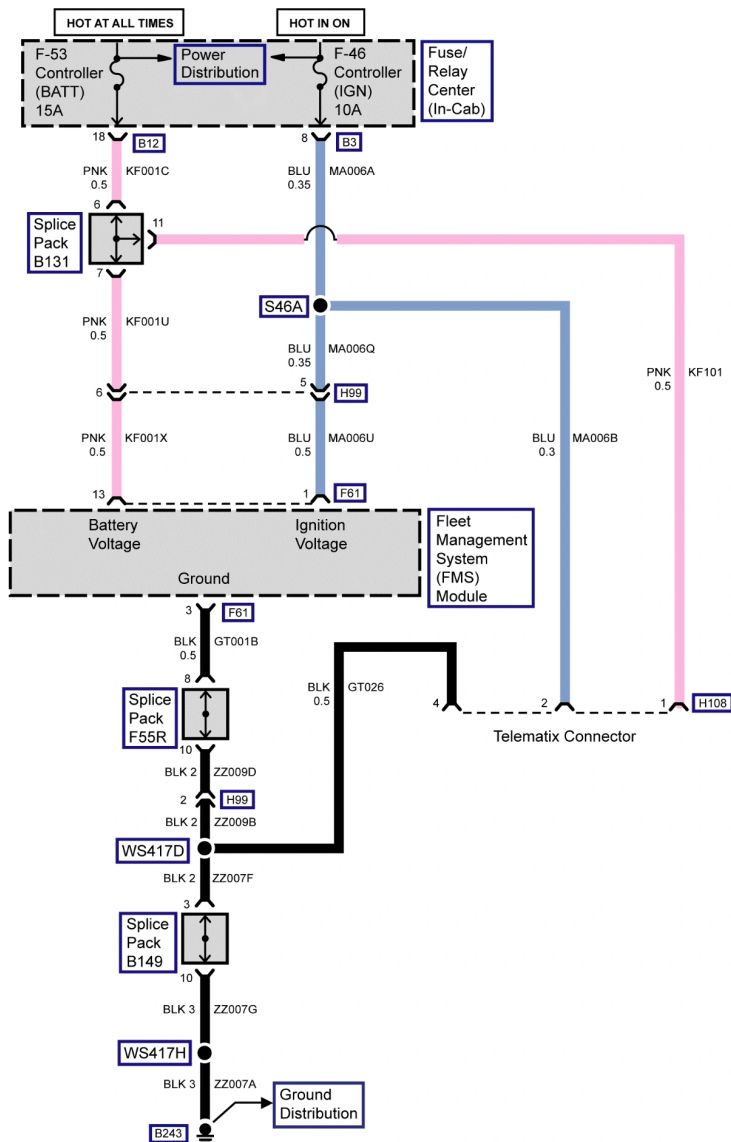 HOT AT ALL TIMES
HOT IN ON
F-53
Controller
(BATT)
15A
Power
Distribution
F-46
Controller
(IGN)
10A
Fuse/
Relay
Center
(In-Cab)
18
B12
8
B3
PNK
0.5
KF001C
BLU
0.35
MA006A
6
Splice
Pack
B131
11
7
S46A
PNK
0.5
KF001U
BLU
0.35
MA006Q
PNK
0.5
KF101
6
5
H99
PNK
0.5
KF001X
BLU
0.5
MA006U
BLU
0.3
MA006B
13
1
F61
Battery
Voltage
Ignition
Voltage
Ground
Fleet
Management
System
(FMS)
Module
3
F61
BLK
0.5
GT001B
8
Splice
Pack
F55R
10
BLK
0.5
GT026
4
2
1
H108
Telematix Connector
BLK 2
ZZ009D
2
H99
BLK 2
ZZ009B
WS417D
BLK 2
ZZ007F
3
Splice
Pack
B149
10
BLK 3
ZZ007G
WS417H
BLK 3
ZZ007A
Ground
Distribution
B243